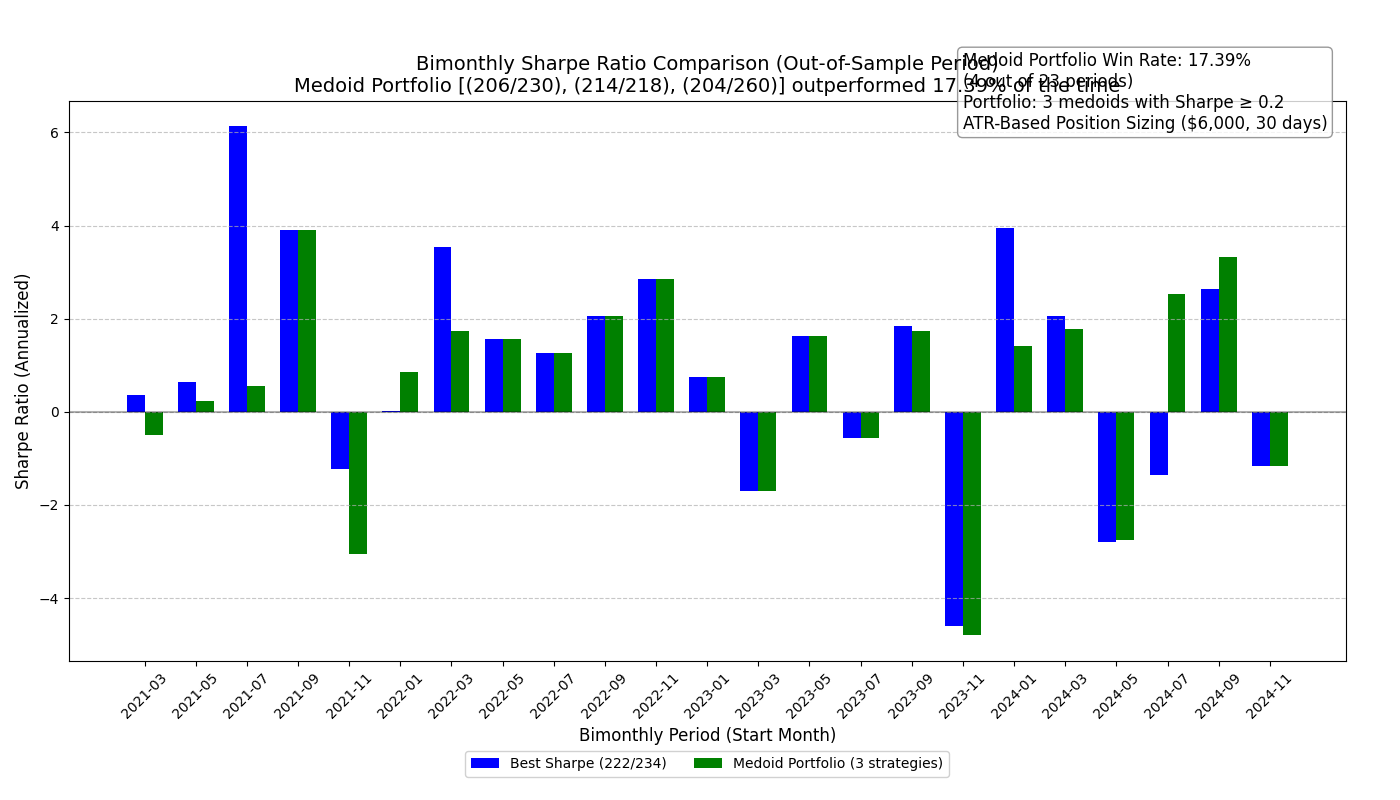 Bimonthly Best Sharpe Ratio Comparison (Out-of-Sample Period)
Medoid Portfolio [(206/230), (214/218), (204/260)] outperformed 17.39% of the time
Medoid Portfolio Win Rate: 17.39%
(4 out of 23 periods)
Portfolio: 3 medoids with Sharpe ≥ 0.2
ATR-Based Position Sizing ($6,000, 30 days)
Sharpe Ratio (Annualized)
6
4
2
0
−2
−4
2021-03
2021-05
2021-07
2021-09
2021-11
2022-01
2022-03
2022-05
2022-07
2022-09
2022-11
2023-01
2023-03
2023-05
2023-07
2023-09
2023-11
2024-01
2024-03
2024-05
2024-07
2024-09
2024-11
Bimonthly Period (Start Month)
Best Sharpe (222/234)
Medoid Portfolio (3 strategies)